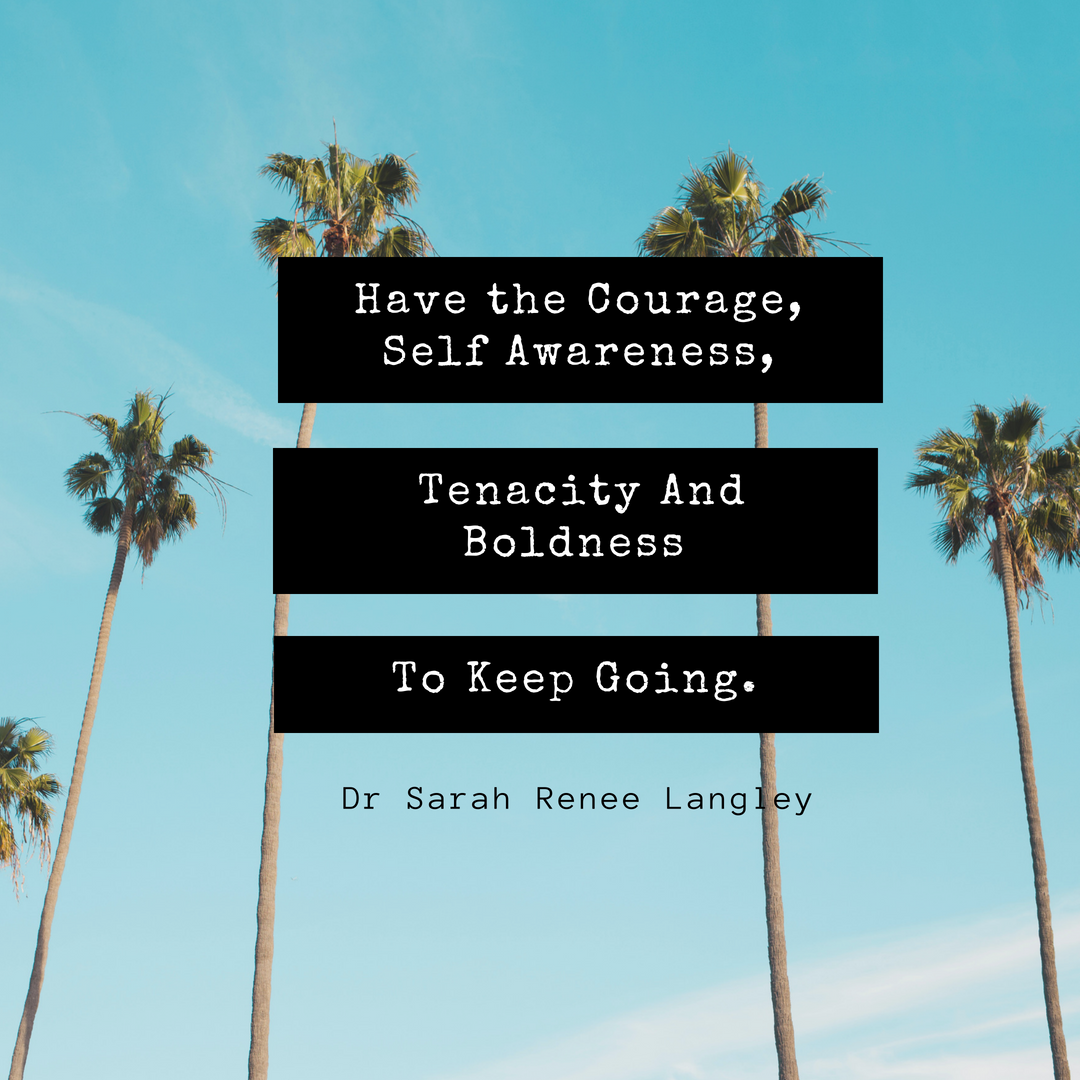 Have the Courage,
Self Awareness,
Tenacity And
Boldness
To Keep Going.
Dr Sarah Renee Langley